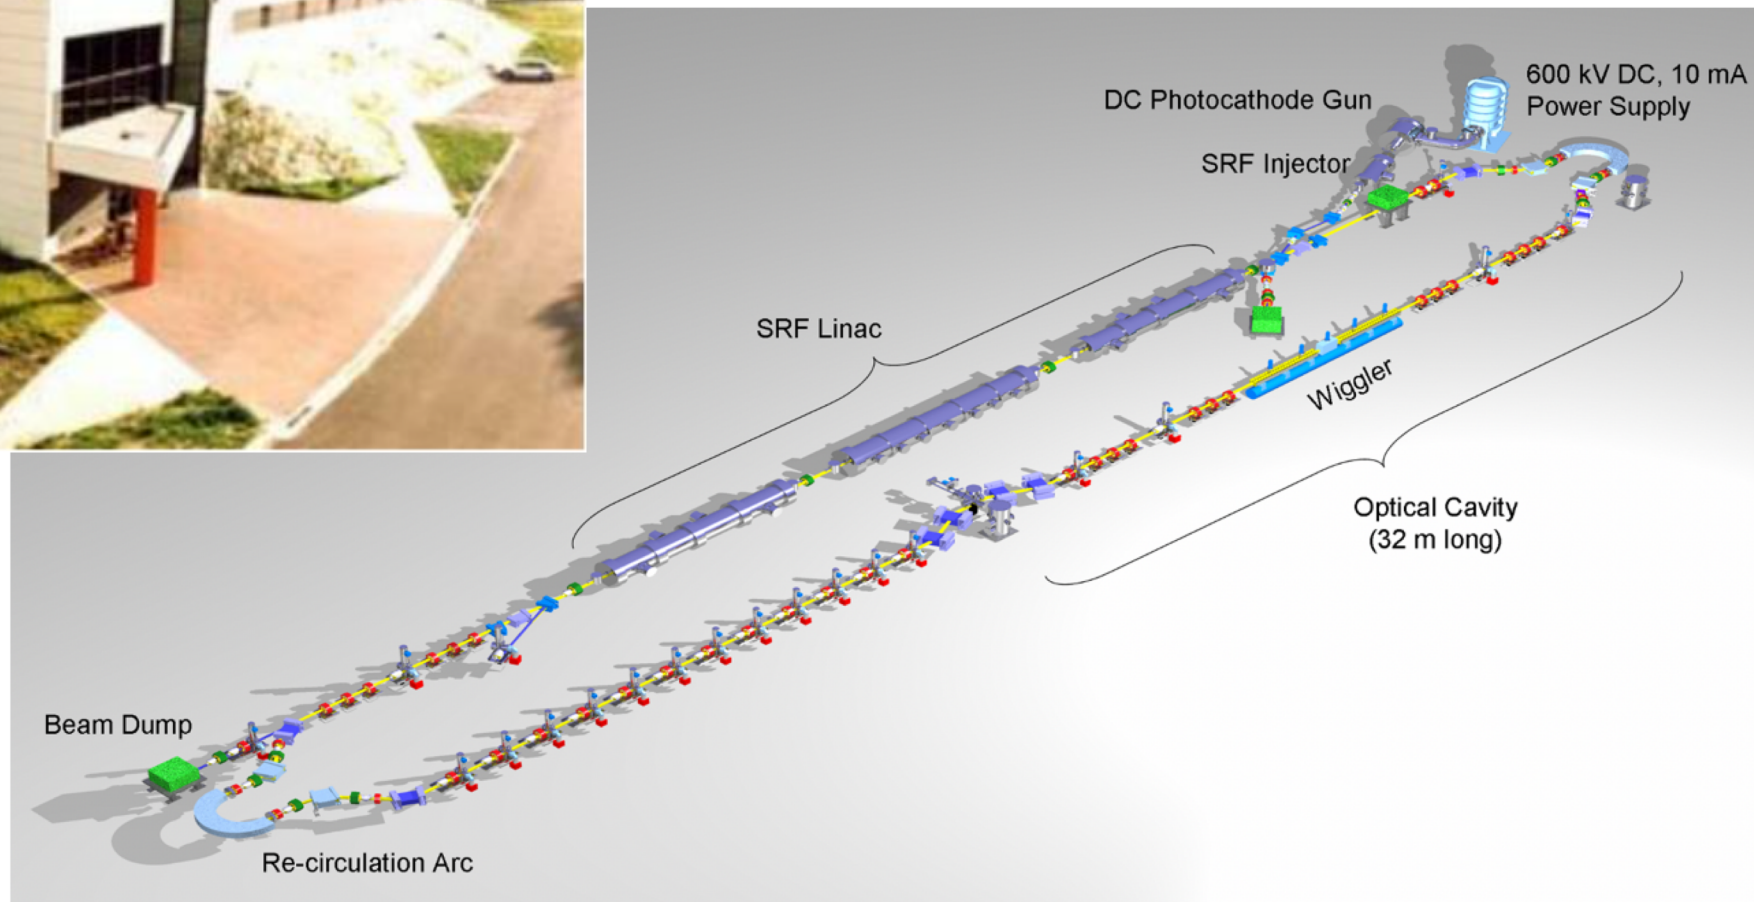 600 kV DC, 10 mA
Power Supply
DC Photocathode Gun
SRF Injector
SRF Linac
Wiggler
Optical Cavity
(32 m long)
Beam Dump
Re-circulation Arc